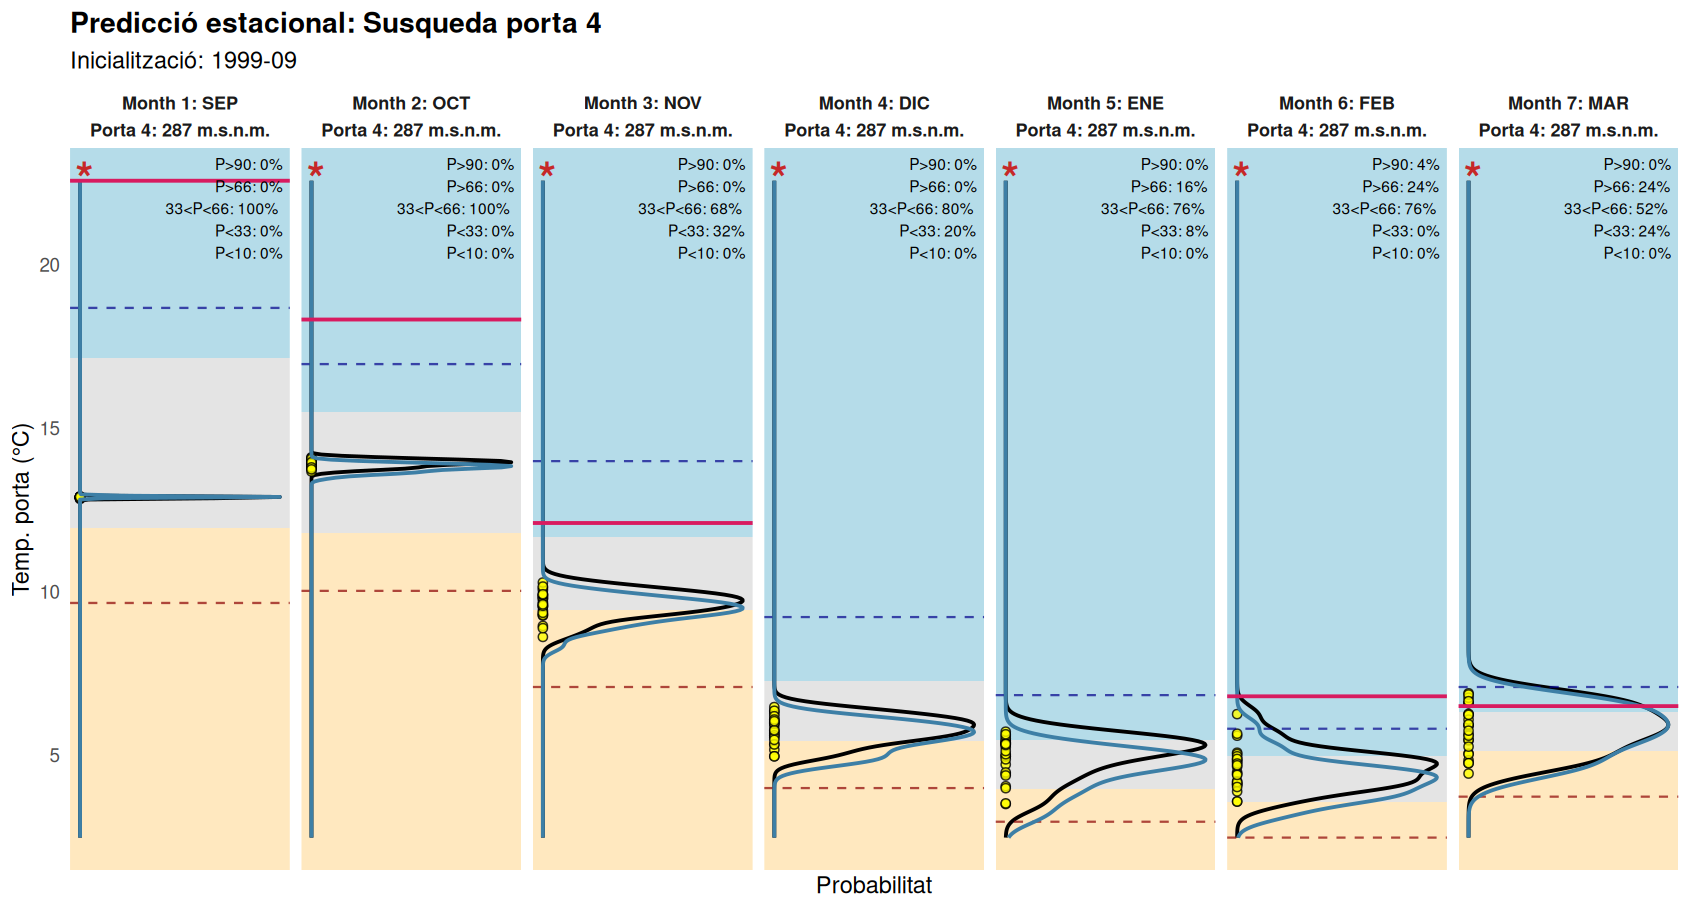 Predicció estacional: Susqueda porta 4
Inicialització: 1999-09
Month 1: SEP
Porta 4: 287 m.s.n.m.
P>90: 0%
P>66: 0%
33<P<66: 100%
P<33: 0%
P<10: 0%
Month 2: OCT
Porta 4: 287 m.s.n.m.
P>90: 0%
P>66: 0%
33<P<66: 100%
P<33: 0%
P<10: 0%
Month 3: NOV
Porta 4: 287 m.s.n.m.
P>90: 0%
P>66: 0%
33<P<66: 68%
P<33: 32%
P<10: 0%
Month 4: DIC
Porta 4: 287 m.s.n.m.
P>90: 0%
P>66: 0%
33<P<66: 80%
P<33: 20%
P<10: 0%
Month 5: ENE
Porta 4: 287 m.s.n.m.
P>90: 0%
P>66: 16%
33<P<66: 76%
P<33: 8%
P<10: 0%
Month 6: FEB
Porta 4: 287 m.s.n.m.
P>90: 4%
P>66: 24%
33<P<66: 76%
P<33: 0%
P<10: 0%
Month 7: MAR
Porta 4: 287 m.s.n.m.
P>90: 0%
P>66: 24%
33<P<66: 52%
P<33: 24%
P<10: 0%
20
15
10
5
Temp. porta (°C)
Probabilitat